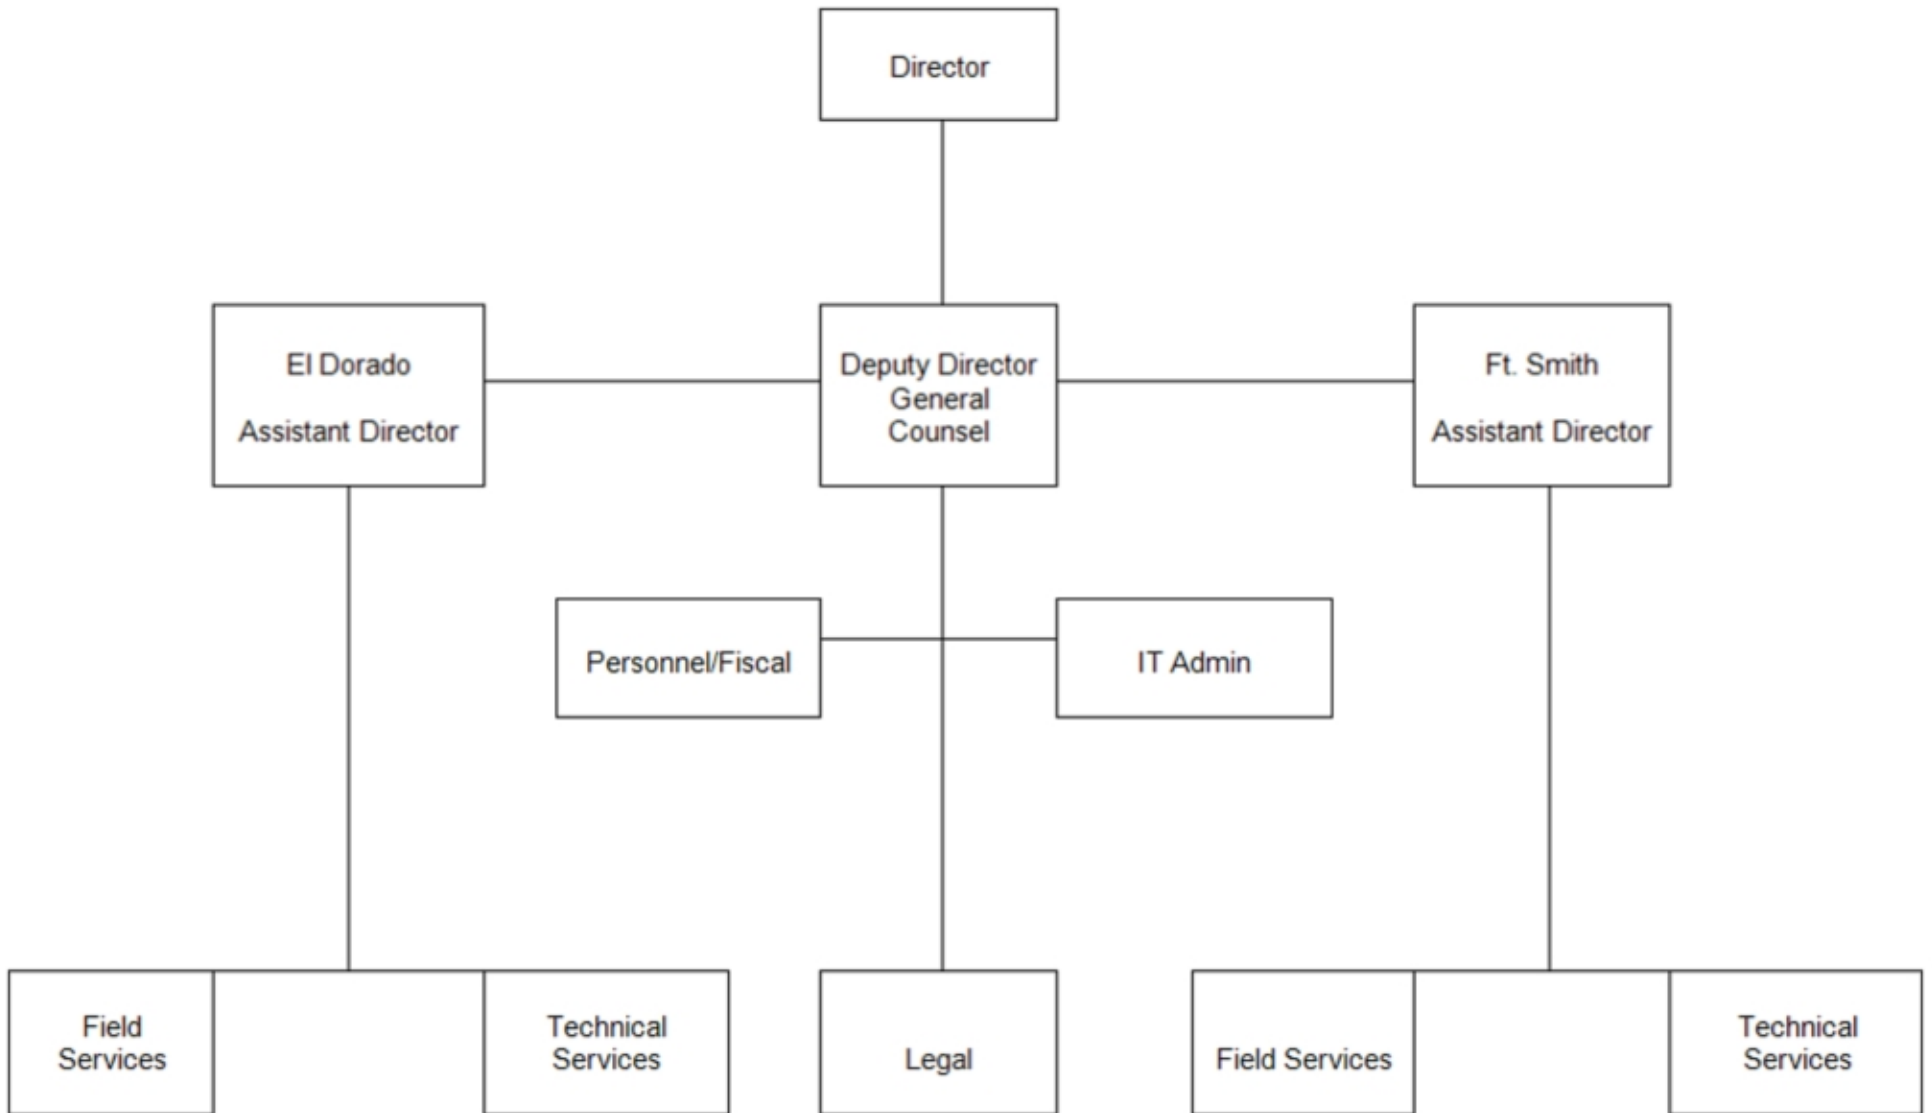 Director
El Dorado
Assistant Director
Deputy Director
General
Counsel
Ft. Smith
Assistant Director
Personnel/Fiscal
IT Admin
Field
Services
Technical
Services
Legal
Field Services
Technical
Services